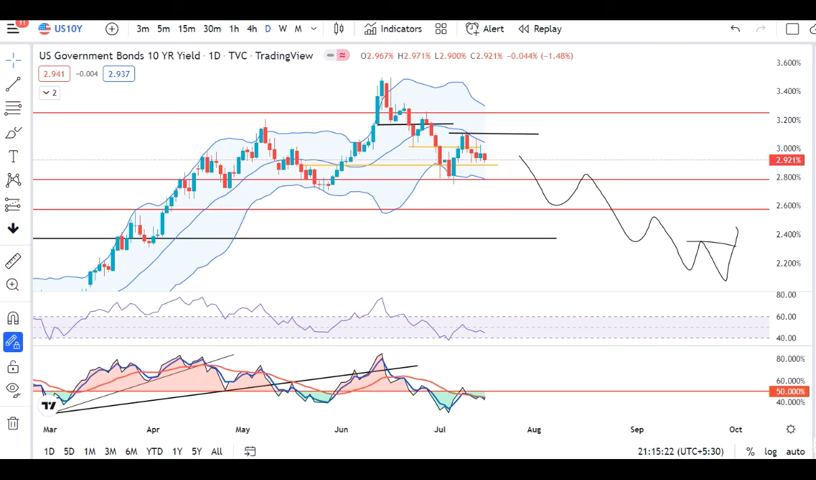 11
US10Y
3m 5m 15m 30m 1h 4h D W M
Indicators
Alert
Replay
US Government Bonds 10 YR Yield · 1D · TVC · TradingView
O2.967% H2.971% L2.900% C2.921% −0.044% (−1.48%)
2.941 −0.004 2.937
2
3.600%
3.400%
3.200%
3.000%
2.921%
2.800%
2.600%
2.400%
2.200%
80.00
60.00
40.00
80.000%
60.000%
50.000%
40.000%
Mar Apr May Jun Jul Aug Sep Oct
1D 5D 1M 3M 6M YTD 1Y 5Y All
21:15:22 (UTC+5:30)
% log auto